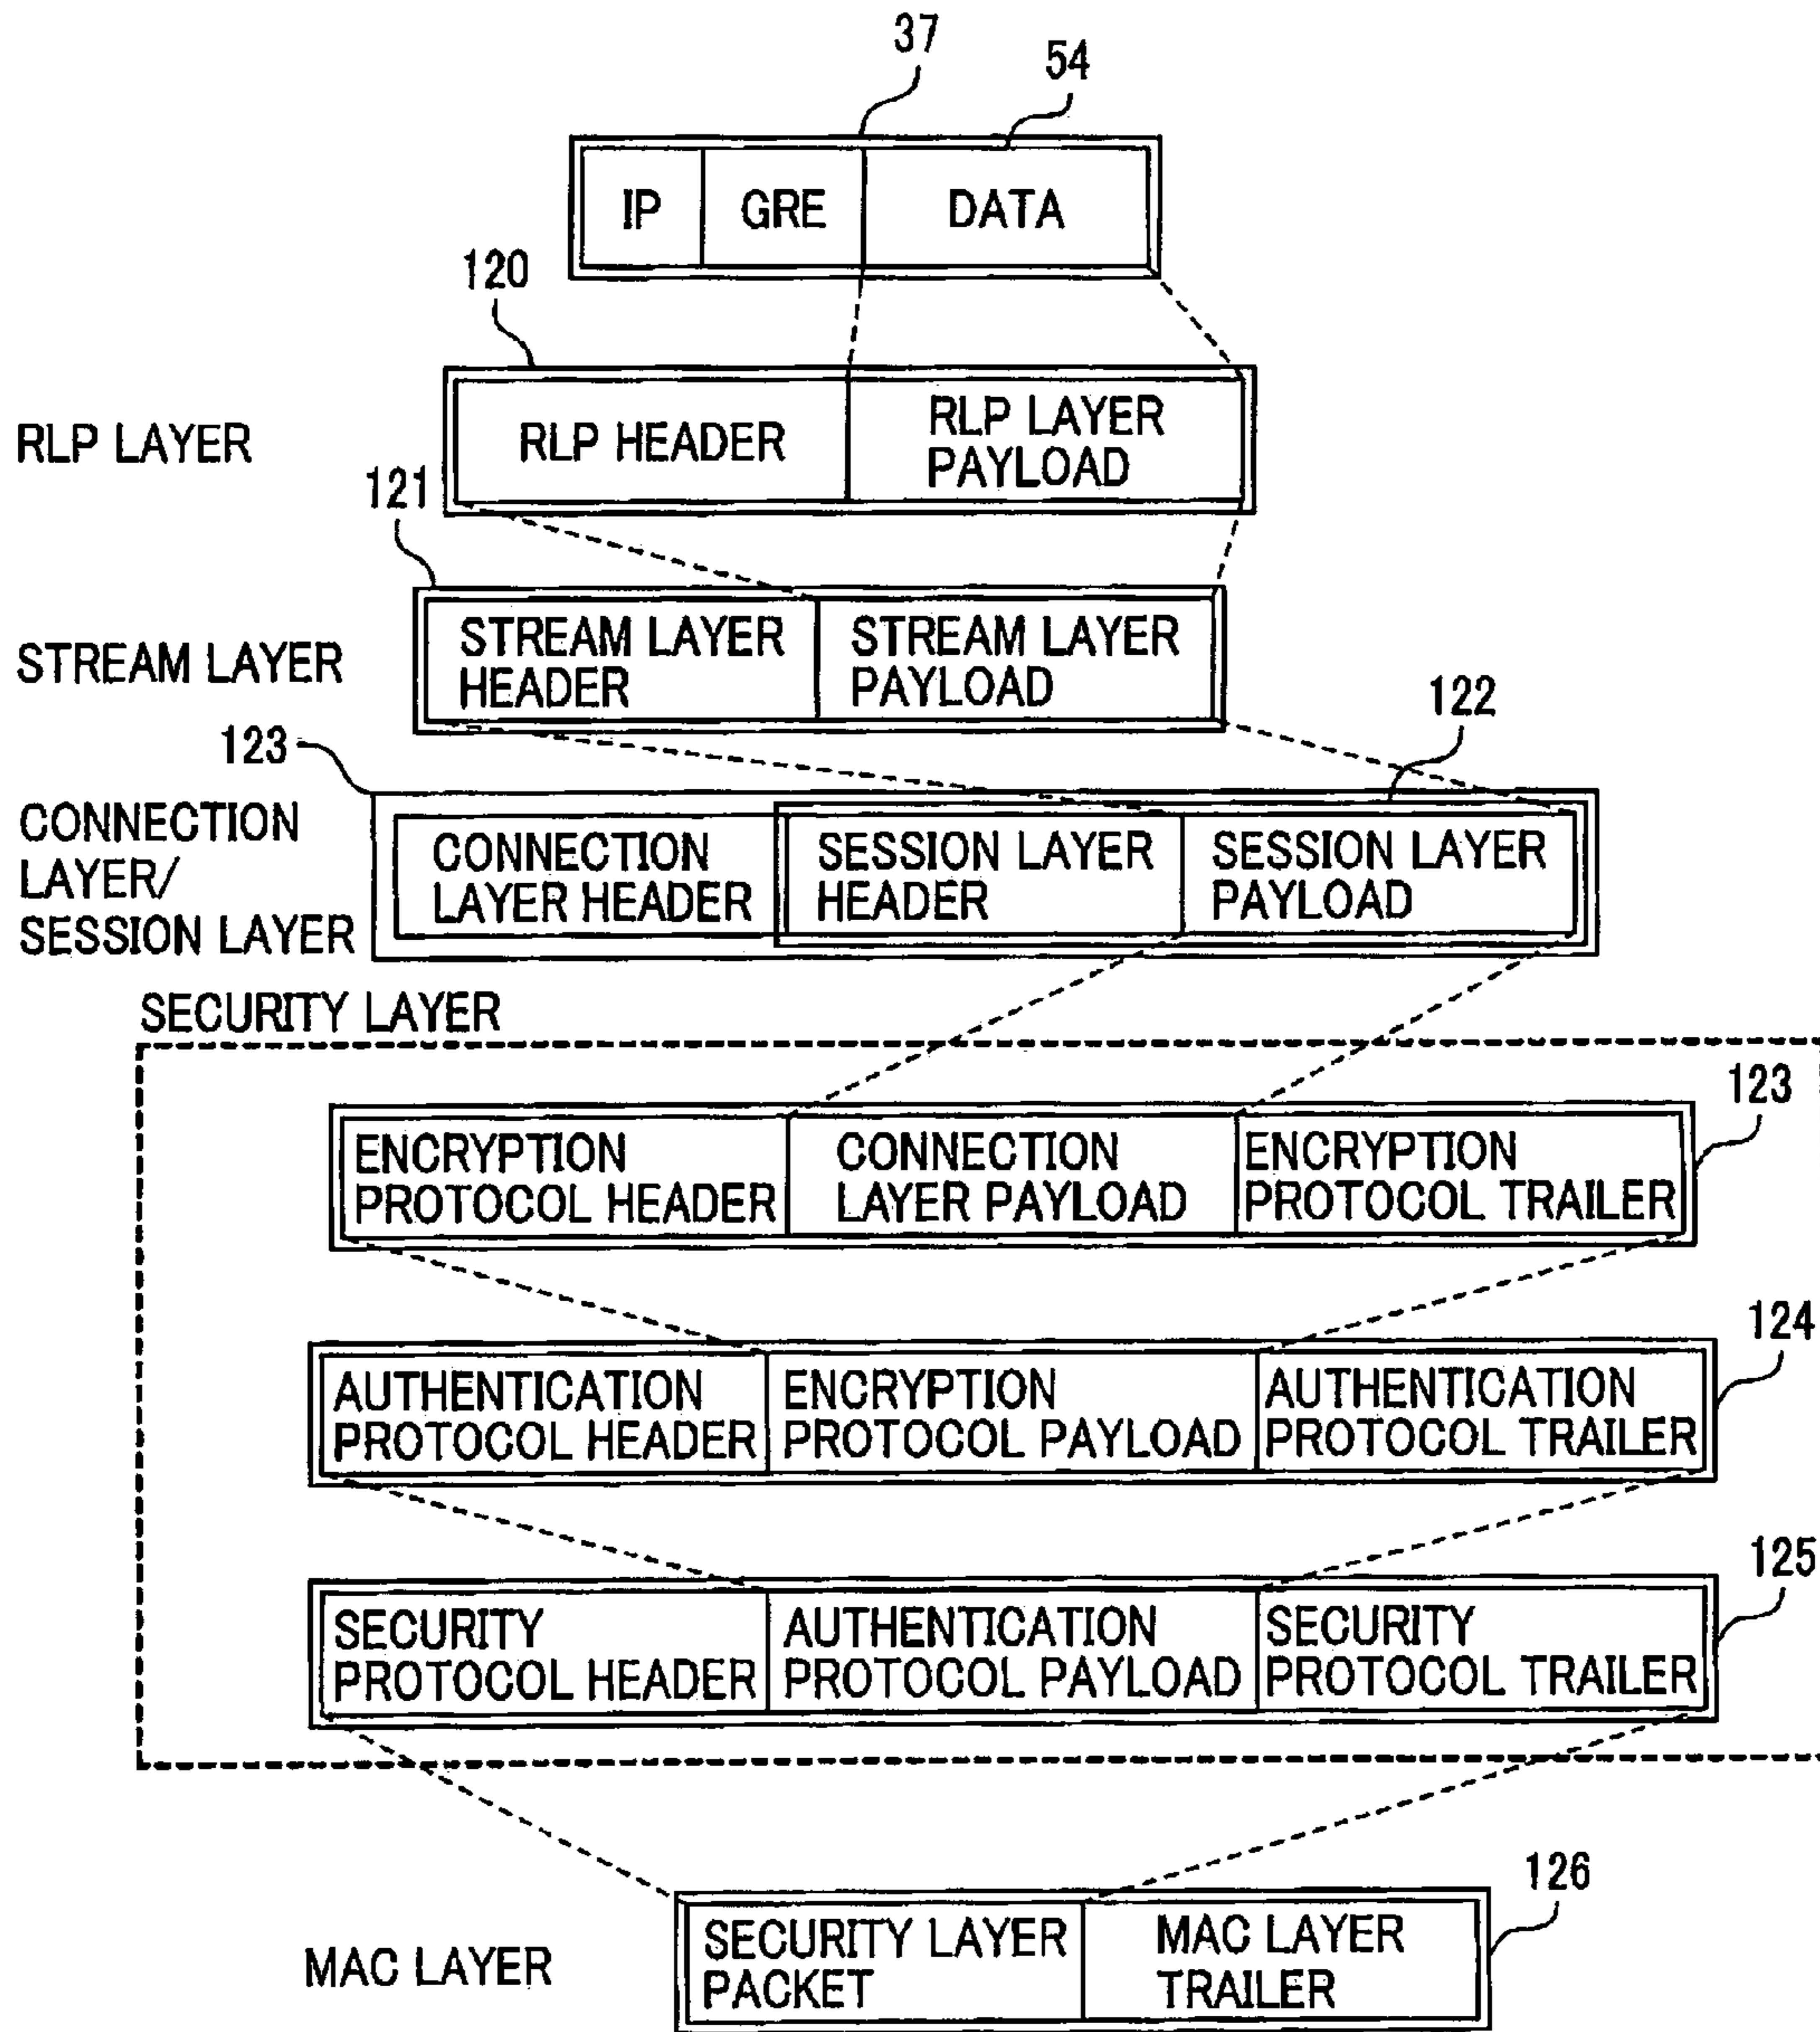 37
54
IP GRE DATA
120
RLP LAYER
RLP HEADER
RLP LAYER
PAYLOAD
121
STREAM LAYER
STREAM LAYER
HEADER
STREAM LAYER
PAYLOAD
122
123
CONNECTION
LAYER/
SESSION LAYER
CONNECTION
LAYER HEADER
SESSION LAYER
HEADER
SESSION LAYER
PAYLOAD
SECURITY LAYER
123
ENCRYPTION
PROTOCOL HEADER
CONNECTION
LAYER PAYLOAD
ENCRYPTION
PROTOCOL TRAILER
124
AUTHENTICATION
PROTOCOL HEADER
ENCRYPTION
PROTOCOL PAYLOAD
AUTHENTICATION
PROTOCOL TRAILER
125
SECURITY
PROTOCOL HEADER
AUTHENTICATION
PROTOCOL PAYLOAD
SECURITY
PROTOCOL TRAILER
126
MAC LAYER
SECURITY LAYER
PACKET
MAC LAYER
TRAILER